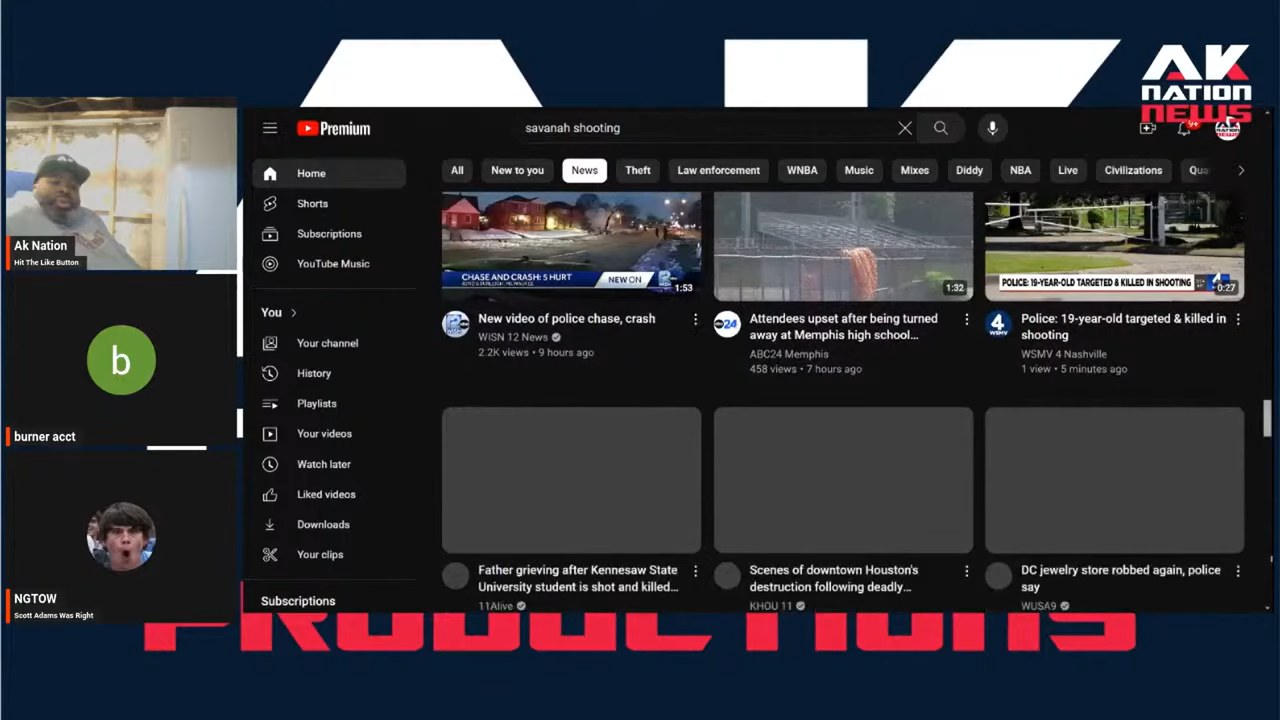 AK
NATION
NEWS
Premium
savanah shooting
9+
Home
Shorts
Subscriptions
YouTube Music
You
Your channel
History
Playlists
Your videos
Watch later
Liked videos
Downloads
Your clips
Subscriptions
All
New to you
News
Theft
Law enforcement
WNBA
Music
Mixes
Diddy
NBA
Live
Civilizations
Qua
CHASE AND CRASH: 5 HURT
NEW ON
1:53
New video of police chase, crash
WISN 12 News
2.2K views • 9 hours ago
1:32
abc24
Attendees upset after being turned
away at Memphis high school...
ABC24 Memphis
458 views • 7 hours ago
POLICE: 19-YEAR-OLD TARGETED & KILLED IN SHOOTING
0:27
4
Police: 19-year-old targeted & killed in
shooting
WSMV 4 Nashville
1 view • 5 minutes ago
Father grieving after Kennesaw State
University student is shot and killed...
11Alive
Scenes of downtown Houston's
destruction following deadly...
KHOU 11
DC jewelry store robbed again, police
say
WUSA9
Ak Nation
Hit The Like Button
b
burner acct
NGTOW
Scott Adams Was Right
PRODUCTIONS